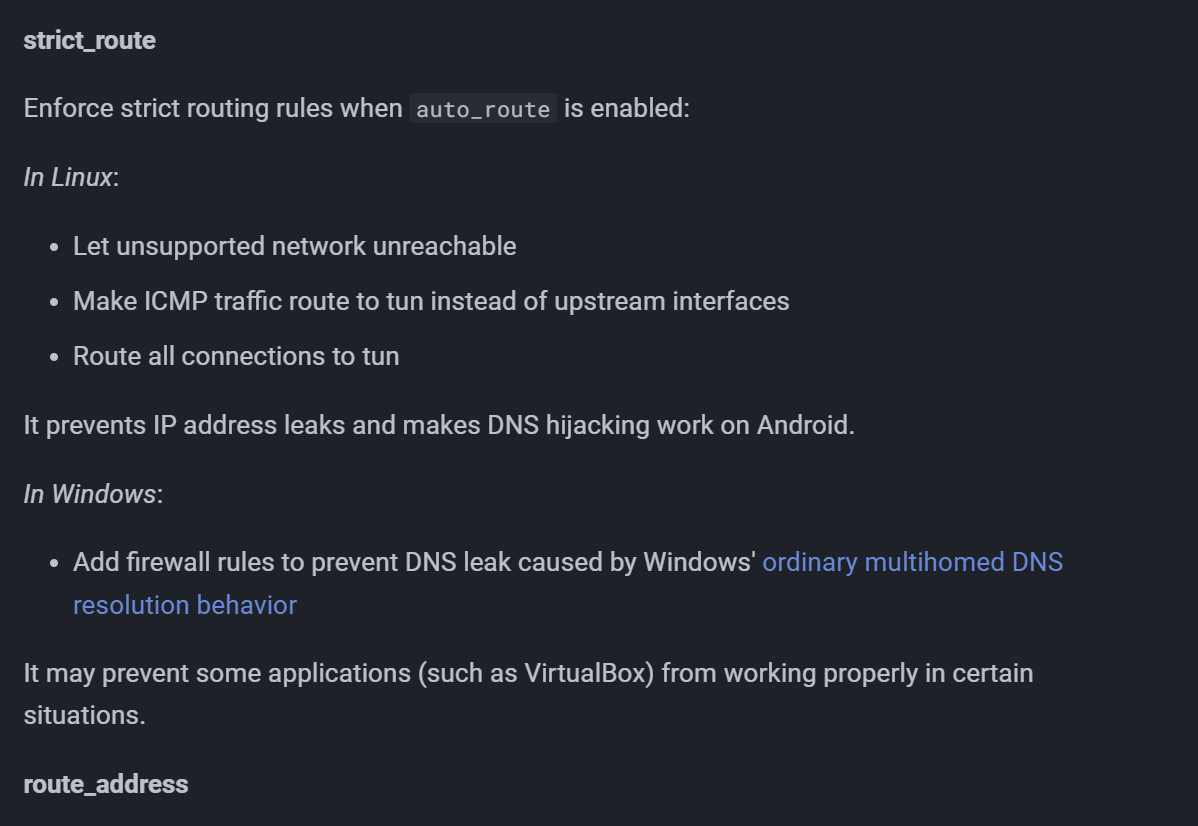 strict_route
Enforce strict routing rules when auto_route is enabled:
In Linux:
• Let unsupported network unreachable
• Make ICMP traffic route to tun instead of upstream interfaces
• Route all connections to tun
It prevents IP address leaks and makes DNS hijacking work on Android.
In Windows:
• Add firewall rules to prevent DNS leak caused by Windows' ordinary multihomed DNS
resolution behavior
It may prevent some applications (such as VirtualBox) from working properly in certain
situations.
route_address